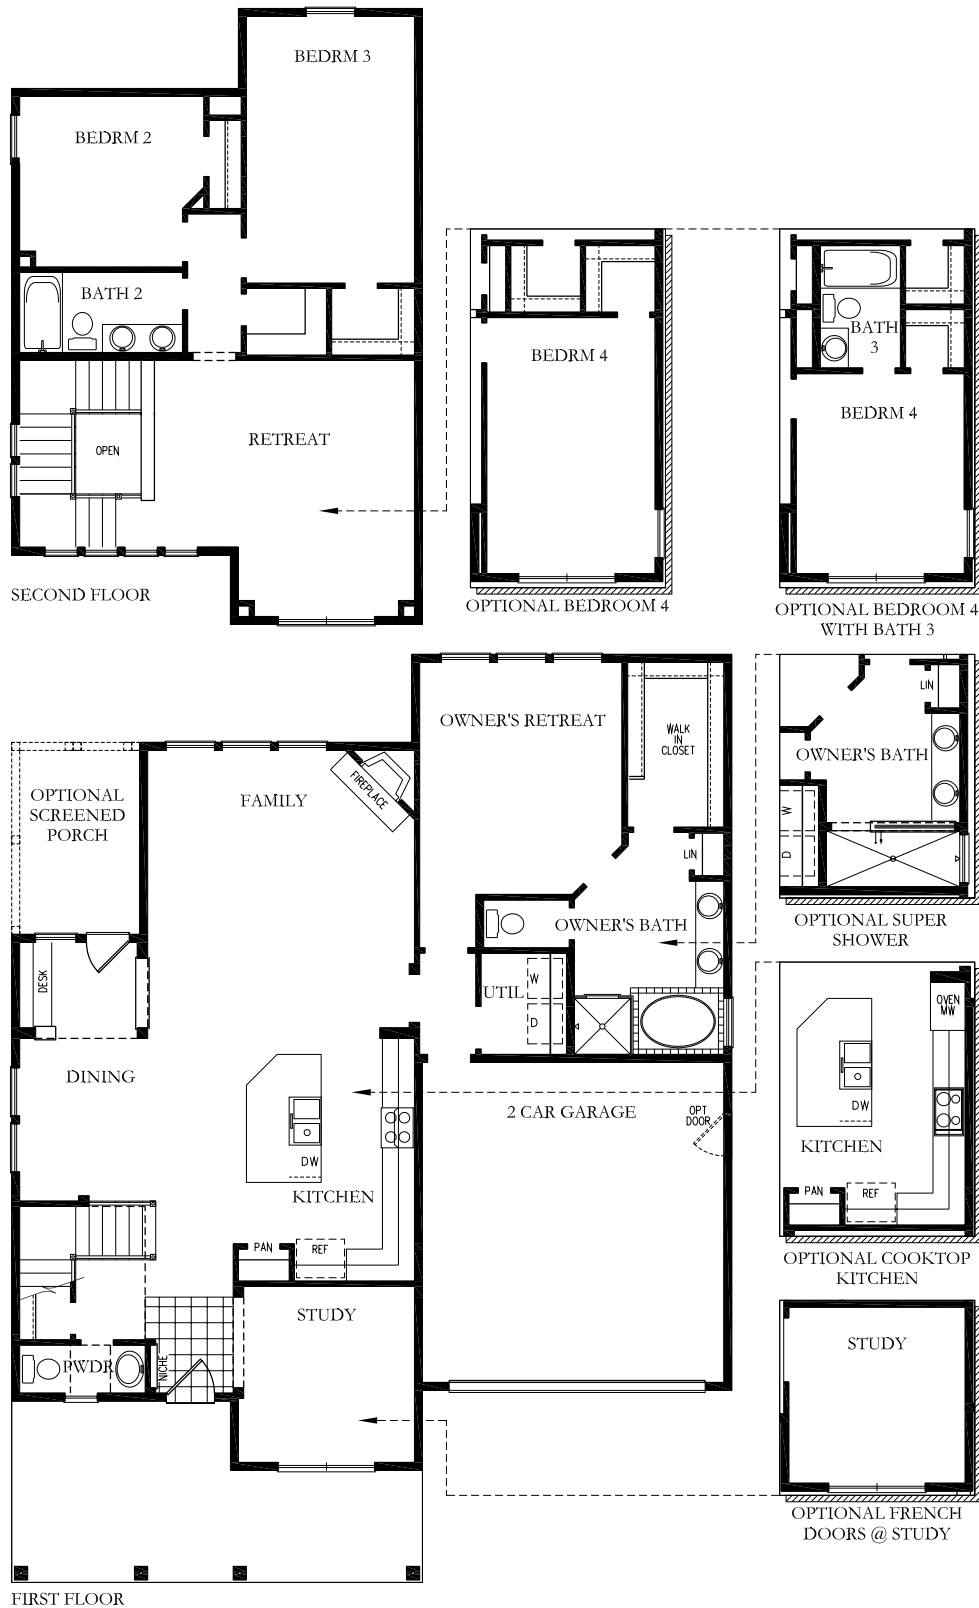 BEDRM 3
BEDRM 2
BATH 2
RETREAT
OPEN
SECOND FLOOR
BEDRM 4
OPTIONAL BEDROOM 4
BATH
3
BEDRM 4
OPTIONAL BEDROOM 4
WITH BATH 3
OWNER'S RETREAT
WALK
IN
CLOSET
OPTIONAL
SCREENED
PORCH
FAMILY
FIREPLACE
LIN
OWNER'S BATH
DESK
UTIL
W
D
DINING
2 CAR GARAGE
OPT
DOOR
DW
KITCHEN
PAN
REF
STUDY
PWDR
NICHE
FIRST FLOOR
LIN
OWNER'S BATH
W
D
OPTIONAL SUPER
SHOWER
OVEN
MW
DW
KITCHEN
PAN
REF
OPTIONAL COOKTOP
KITCHEN
STUDY
OPTIONAL FRENCH
DOORS @ STUDY